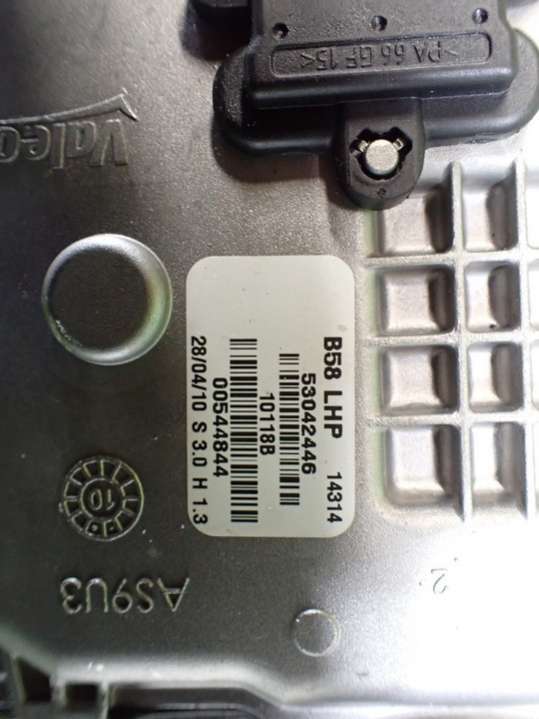 >PA 66 GF 15<
Valeo
B58 LHP 14314
53042446
10118B
00544844
28/04/10 S 3.0 H 1.3
10
AS9U3
2